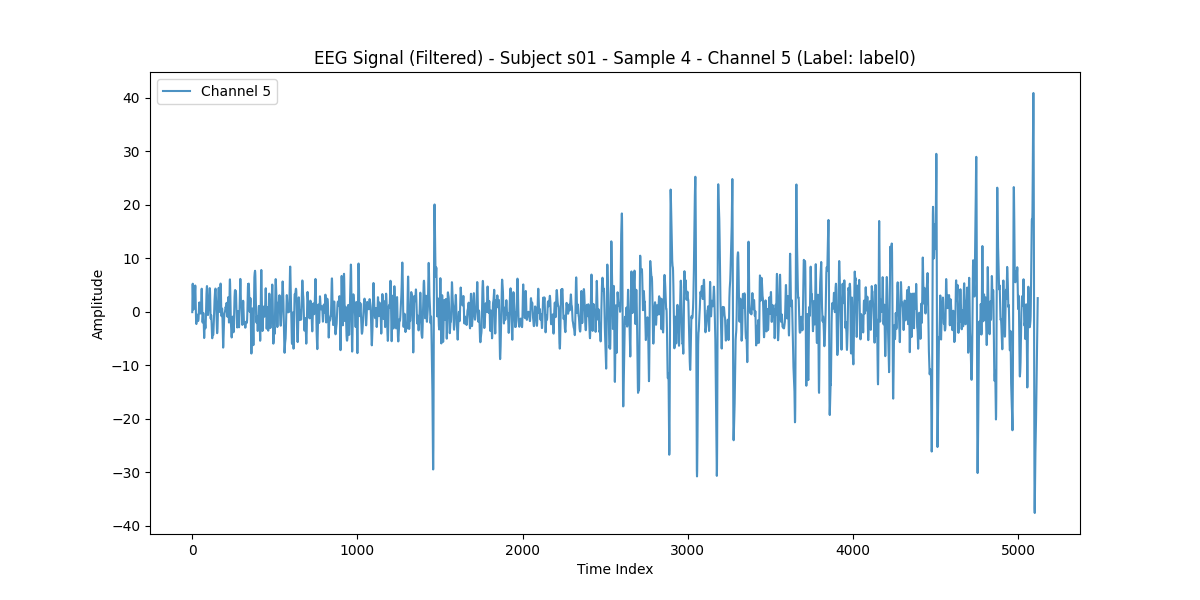 EEG Signal (Filtered) - Subject s01 - Sample 4 - Channel 5 (Label: label0)
Channel 5
40
30
20
10
0
−10
−20
−30
−40
Amplitude
0 1000 2000 3000 4000 5000
Time Index